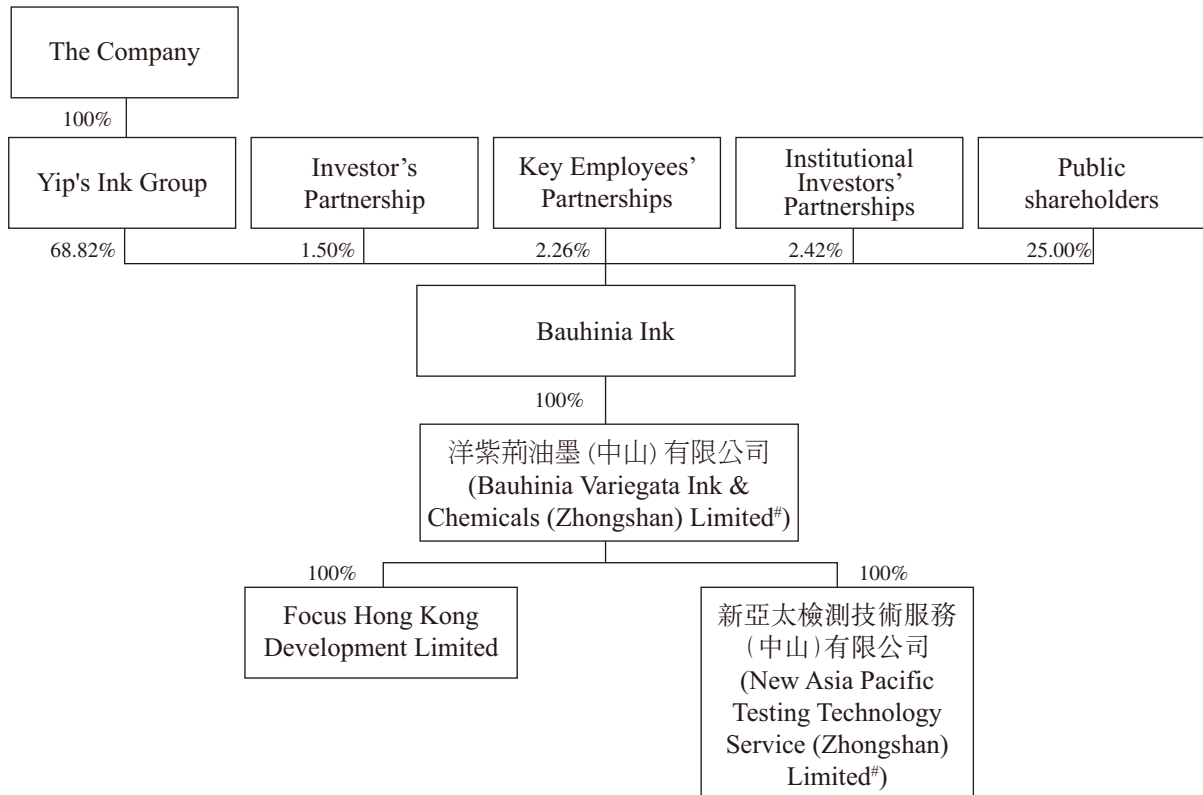 The Company
100%
Yip's Ink Group
Investor’s
Partnership
Key Employees’
Partnerships
Institutional
Investors’
Partnerships
Public
shareholders
68.82%
1.50%
2.26%
2.42%
25.00%
Bauhinia Ink
100%
洋紫荊油墨(中山)有限公司
(Bauhinia Variegata Ink &
Chemicals (Zhongshan) Limited#)
100%
100%
Focus Hong Kong
Development Limited
新亞太檢測技術服務
(中山)有限公司
(New Asia Pacific
Testing Technology
Service (Zhongshan)
Limited#)